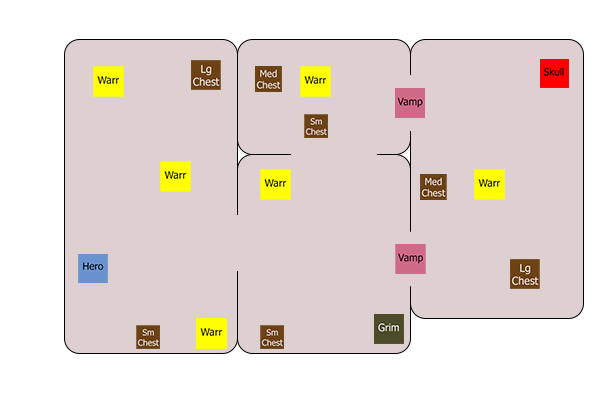 Warr
Lg
Chest
Med
Chest
Warr
Sm
Chest
Vamp
Skull
Warr
Warr
Med
Chest
Warr
Hero
Vamp
Lg
Chest
Sm
Chest
Warr
Sm
Chest
Grim